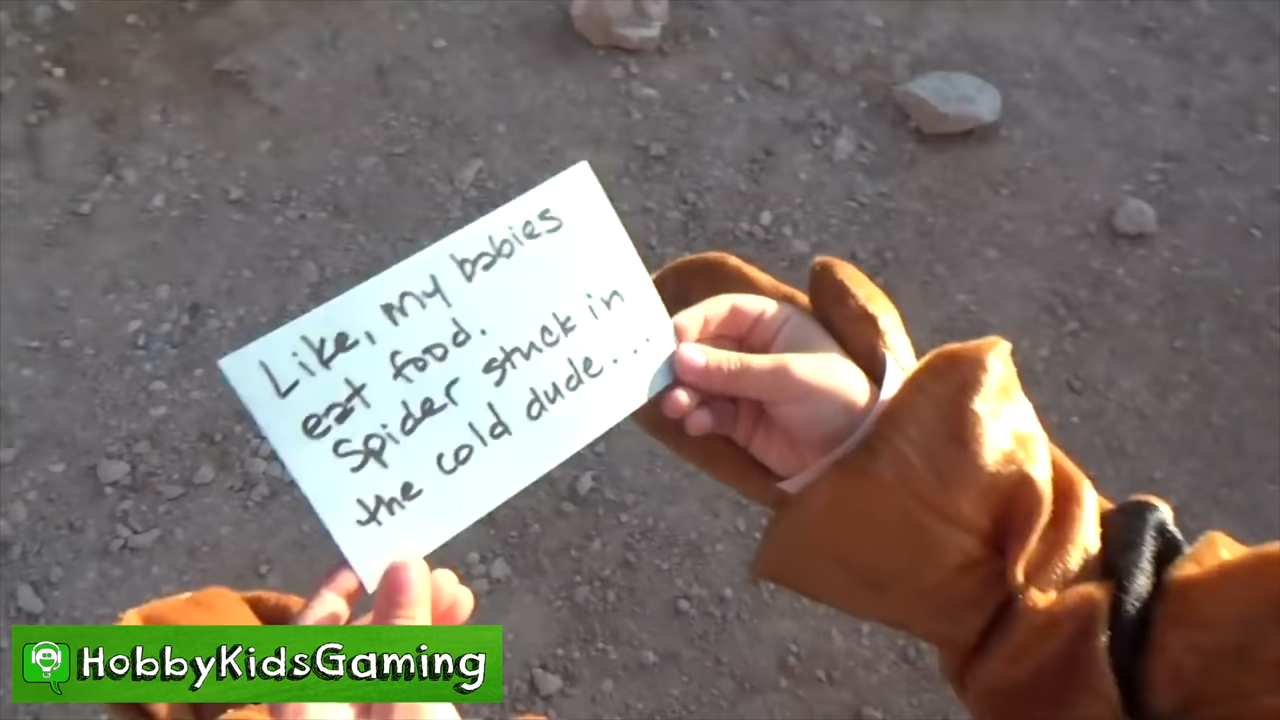 Like, my babies
eat food.
Spider stuck in
the cold dude...
HobbyKidsGaming